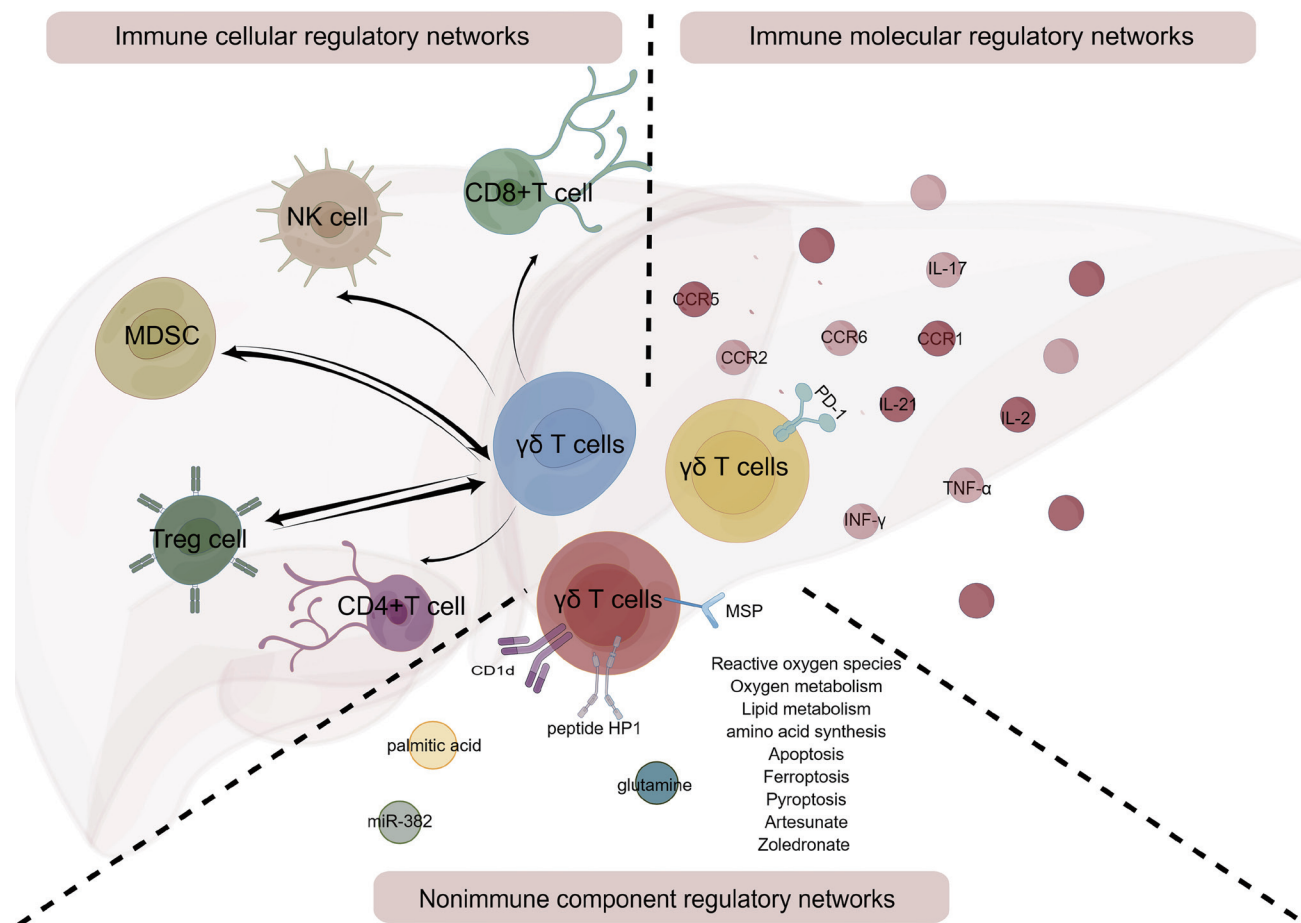 Immune cellular regulatory networks
Immune molecular regulatory networks
CD8+T cell
NK cell
MDSC
γδ T cells
Treg cell
CD4+T cell
IL-17
CCR5
CCR6
CCR1
CCR2
PD-1
IL-21
IL-2
γδ T cells
TNF-α
INF-γ
γδ T cells
MSP
CD1d
peptide HP1
palmitic acid
glutamine
miR-382
Reactive oxygen species
Oxygen metabolism
Lipid metabolism
amino acid synthesis
Apoptosis
Ferroptosis
Pyroptosis
Artesunate
Zoledronate
Nonimmune component regulatory networks